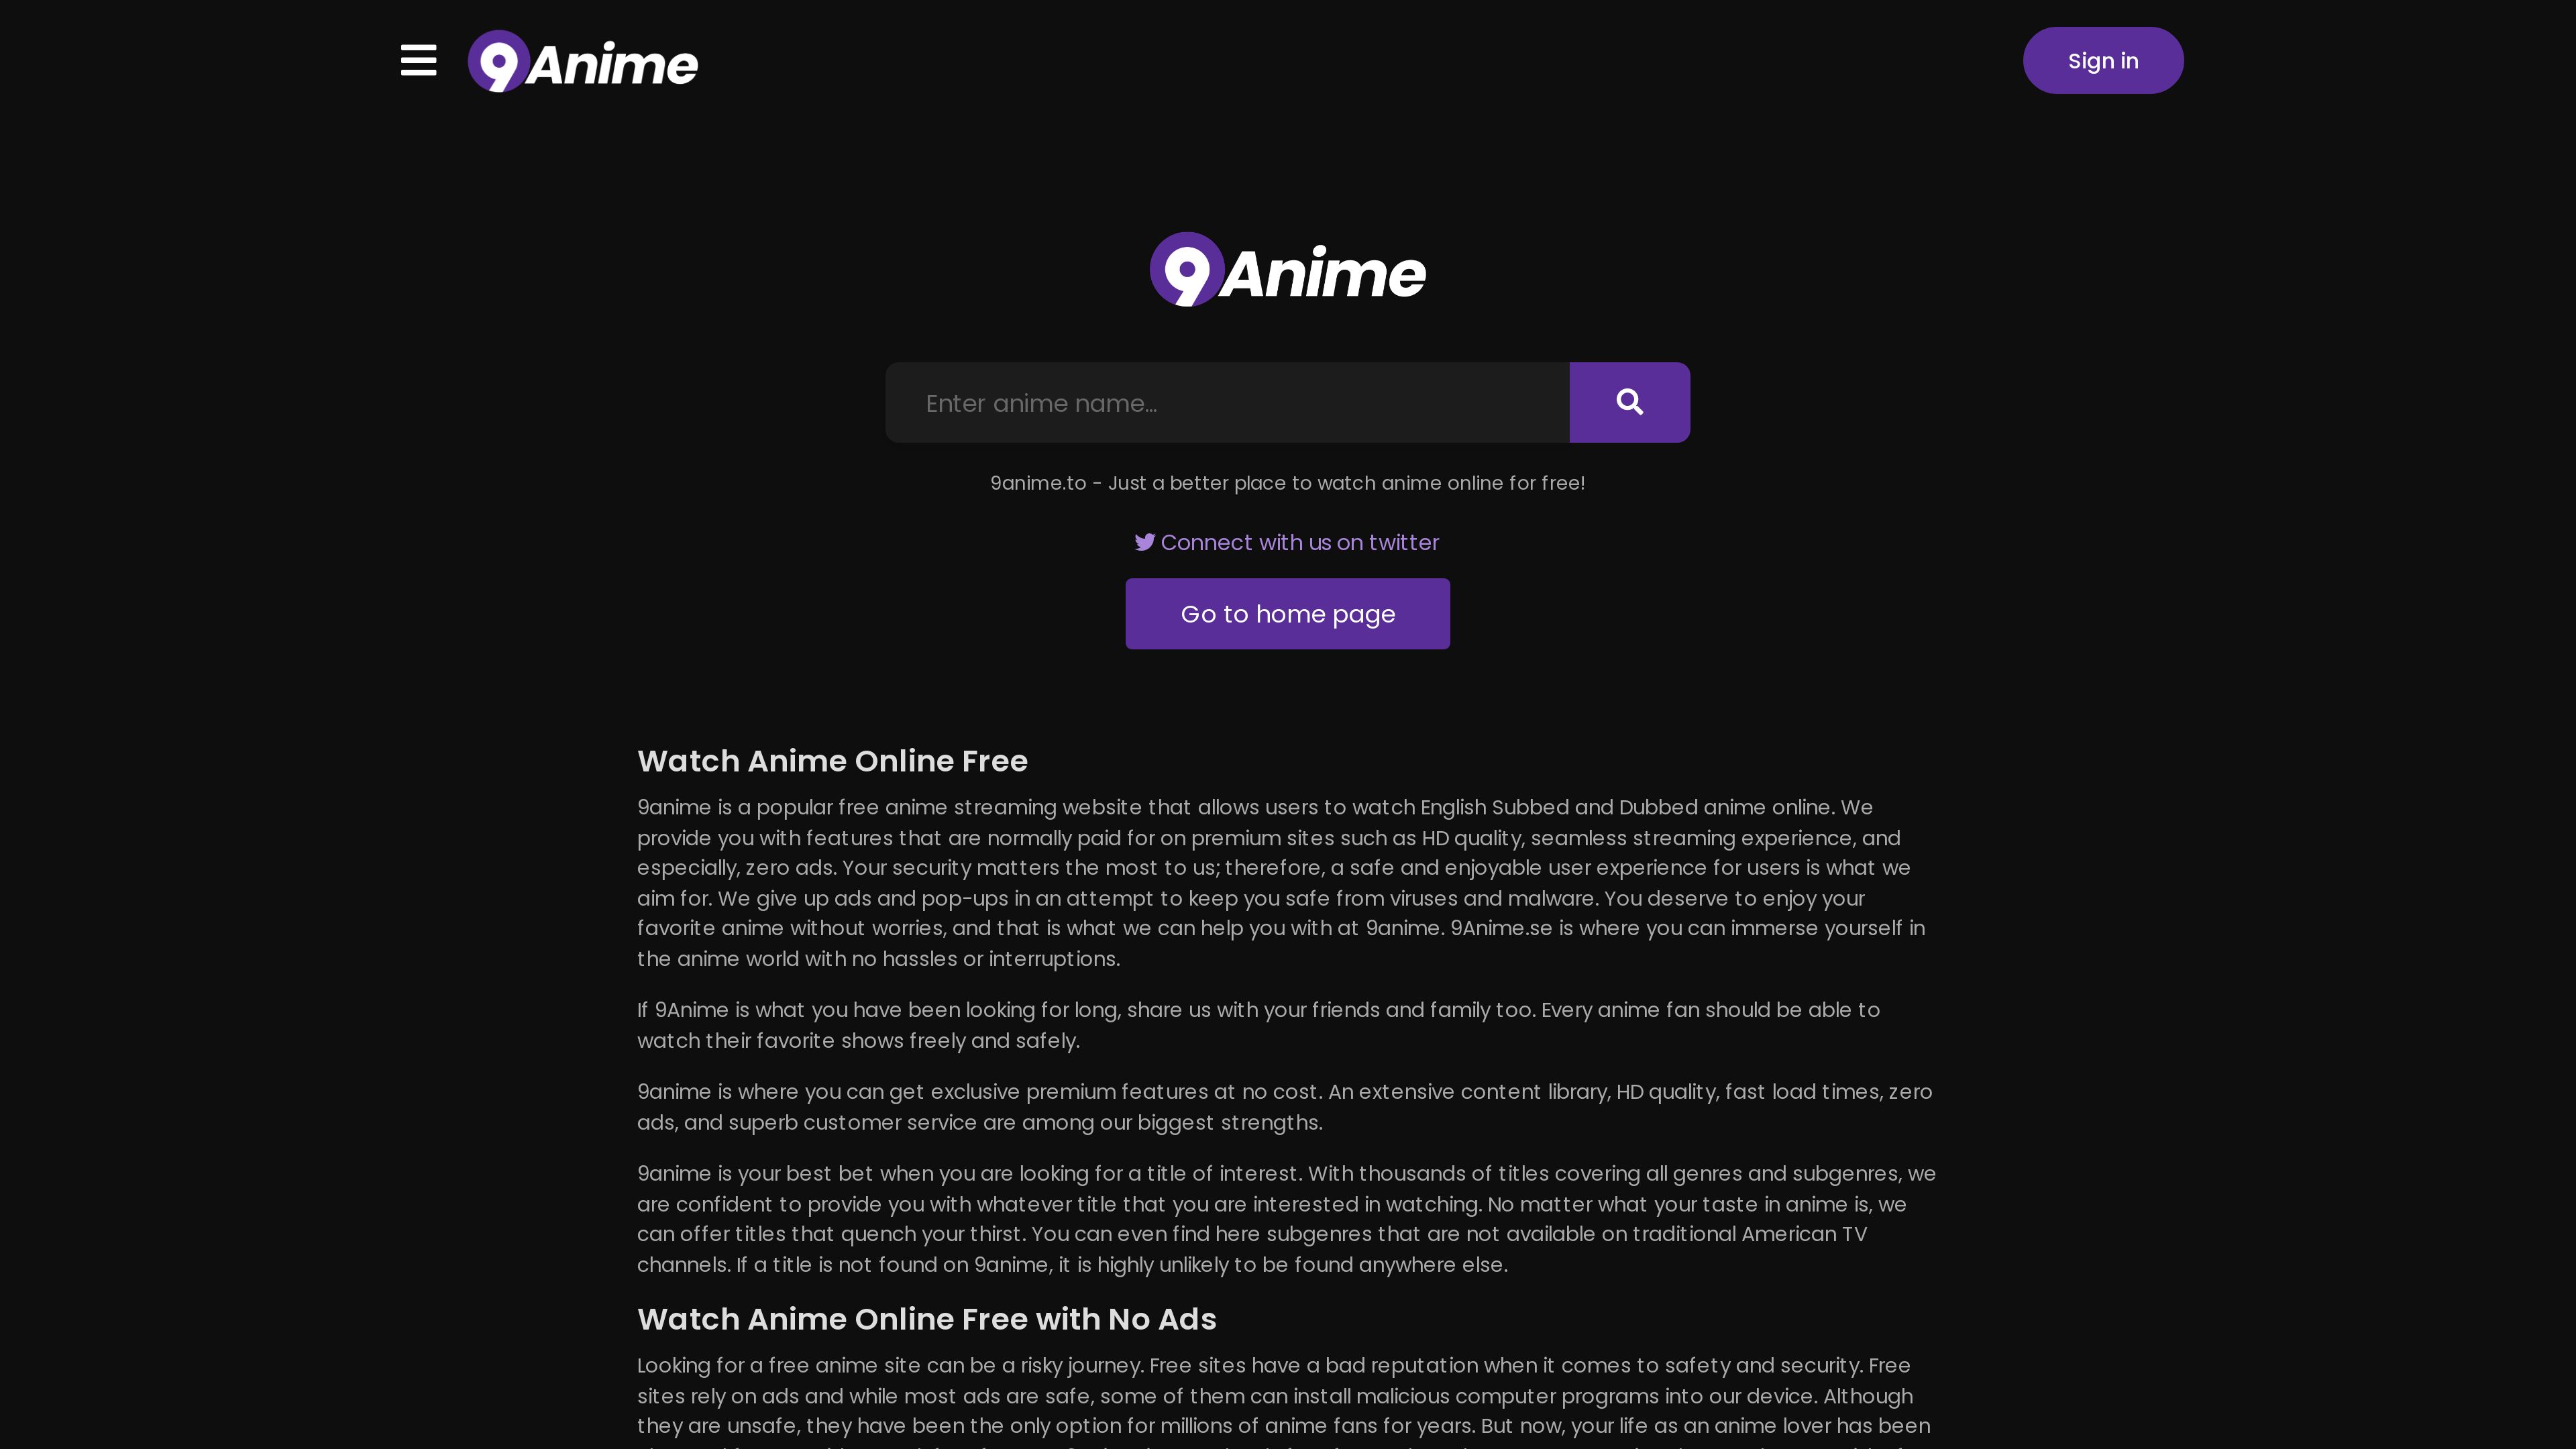 9Anime
Sign in
9Anime
Enter anime name...
9anime.to - Just a better place to watch anime online for free!
Connect with us on twitter
Go to home page
Watch Anime Online Free
9anime is a popular free anime streaming website that allows users to watch English Subbed and Dubbed anime online. We
provide you with features that are normally paid for on premium sites such as HD quality, seamless streaming experience, and
especially, zero ads. Your security matters the most to us; therefore, a safe and enjoyable user experience for users is what we
aim for. We give up ads and pop-ups in an attempt to keep you safe from viruses and malware. You deserve to enjoy your
favorite anime without worries, and that is what we can help you with at 9anime. 9Anime.se is where you can immerse yourself in
the anime world with no hassles or interruptions.
If 9Anime is what you have been looking for long, share us with your friends and family too. Every anime fan should be able to
watch their favorite shows freely and safely.
9anime is where you can get exclusive premium features at no cost. An extensive content library, HD quality, fast load times, zero
ads, and superb customer service are among our biggest strengths.
9anime is your best bet when you are looking for a title of interest. With thousands of titles covering all genres and subgenres, we
are confident to provide you with whatever title that you are interested in watching. No matter what your taste in anime is, we
can offer titles that quench your thirst. You can even find here subgenres that are not available on traditional American TV
channels. If a title is not found on 9anime, it is highly unlikely to be found anywhere else.
Watch Anime Online Free with No Ads
Looking for a free anime site can be a risky journey. Free sites have a bad reputation when it comes to safety and security. Free
sites rely on ads and while most ads are safe, some of them can install malicious computer programs into our device. Although
they are unsafe, they have been the only option for millions of anime fans for years. But now, your life as an anime lover has been